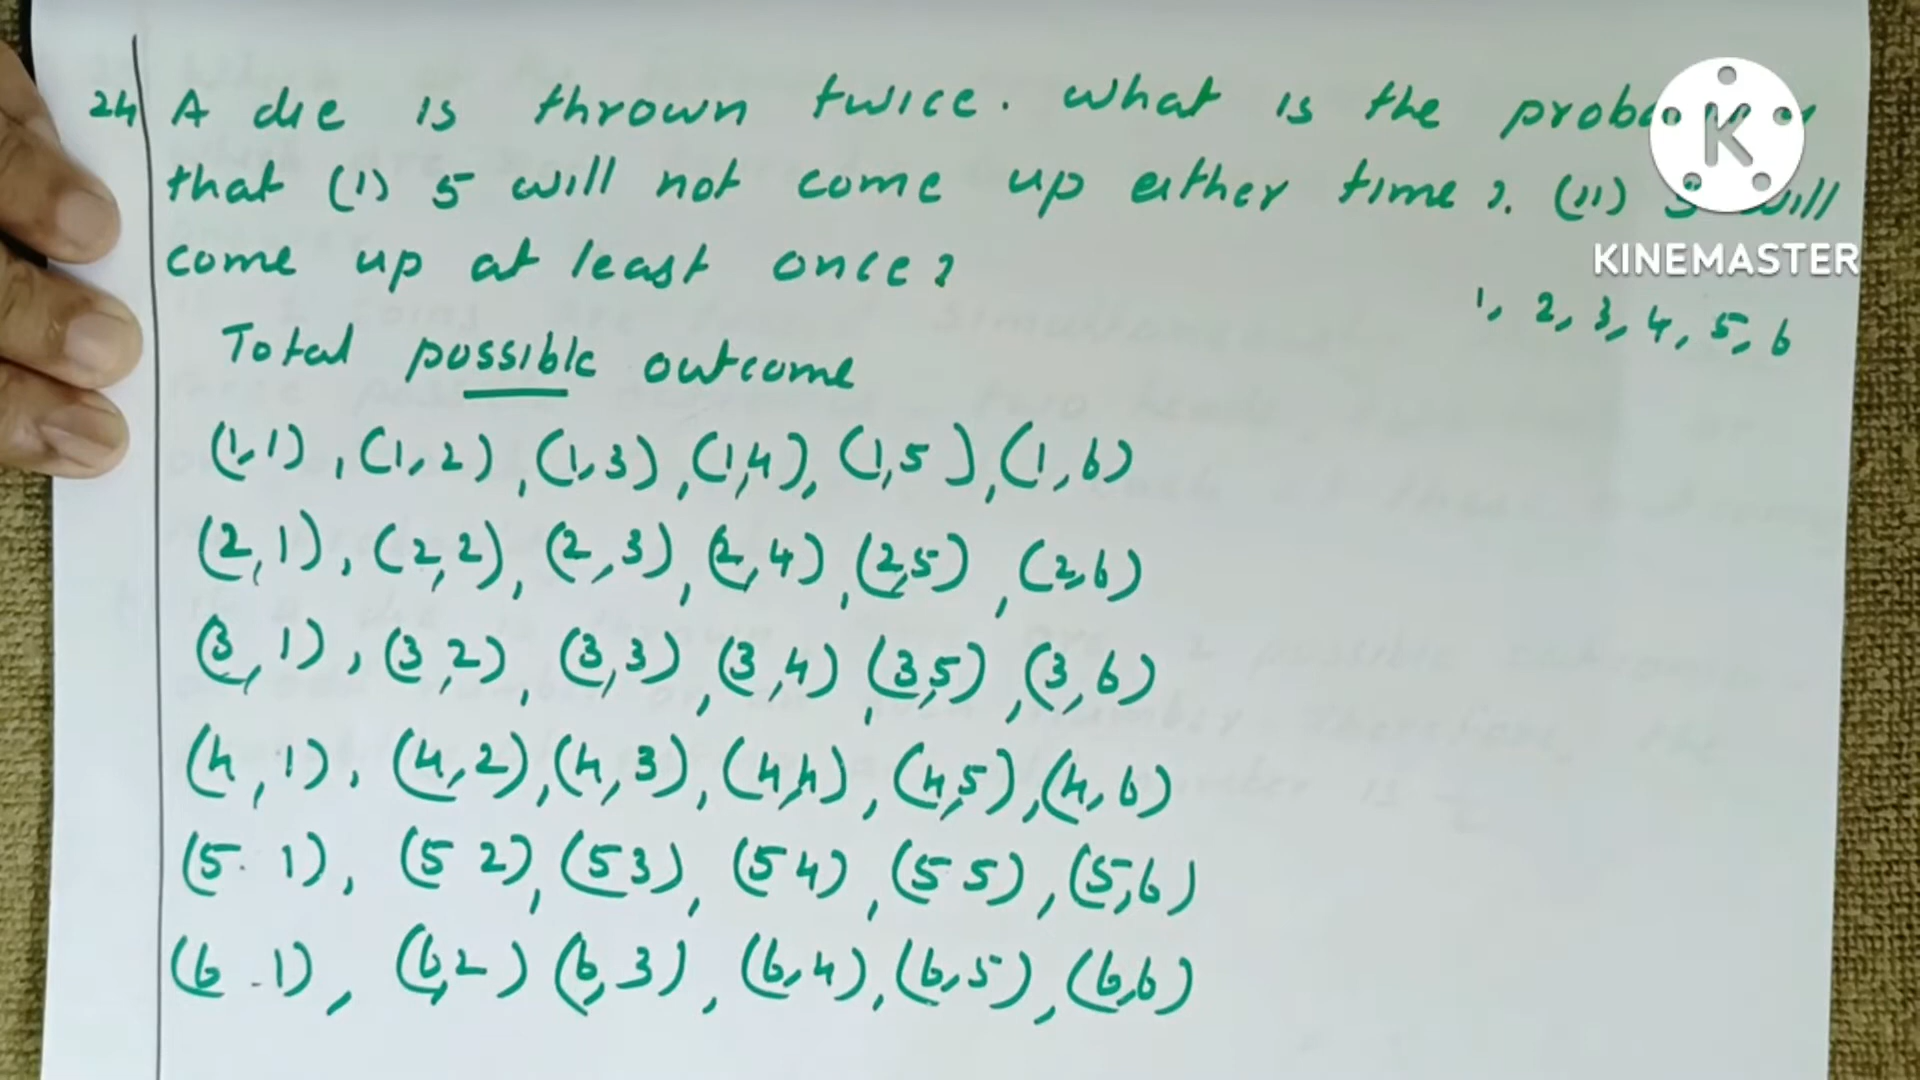 24 A die is thrown twice. What is the
that (i) 5 will not come up either time?. (ii) will
come up at least once?
KINEMASTER
1, 2, 3, 4, 5, 6
Total possible outcome
(1,1), (1,2), (1,3), (1,4), (1,5), (1,6)
(2,1), (2,2), (2,3), (2,4), (2,5), (2,6)
(3,1), (3,2), (3,3), (3,4), (3,5), (3,6)
(4,1), (4,2), (4,3), (4,4), (4,5), (4,6)
(5. 1), (5 2), (5 3), (5 4), (5 5), (5,6)
(6 .1), (6,2) (6,3), (6,4), (6,5), (6,6)